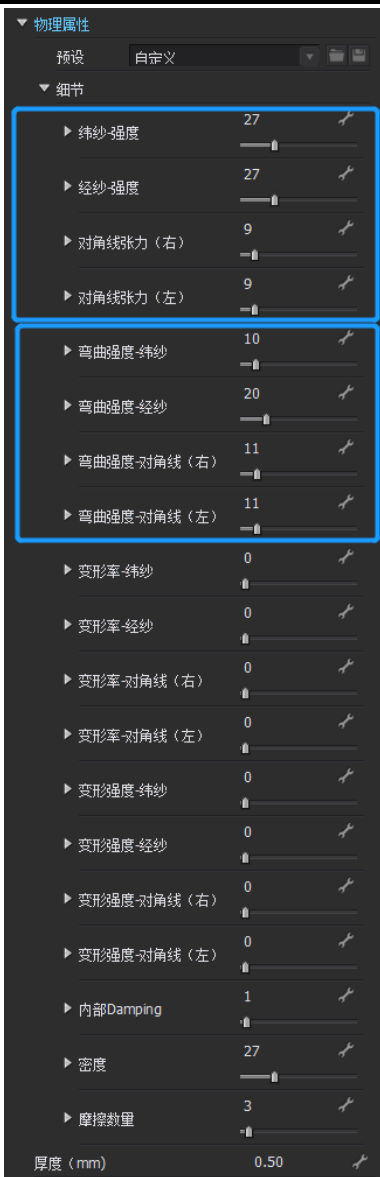 物理属性
预设 自定义
细节
纬纱-强度 27
经纱-强度 27
对角线张力（右） 9
对角线张力（左） 9
弯曲强度-纬纱 10
弯曲强度-经纱 20
弯曲强度-对角线（右） 11
弯曲强度-对角线（左） 11
变形率-纬纱 0
变形率-经纱 0
变形率-对角线（右） 0
变形率-对角线（左） 0
变形强度-纬纱 0
变形强度-经纱 0
变形强度-对角线（右） 0
变形强度-对角线（左） 0
内部Damping 1
密度 27
摩擦数量 3
厚度（mm） 0.50